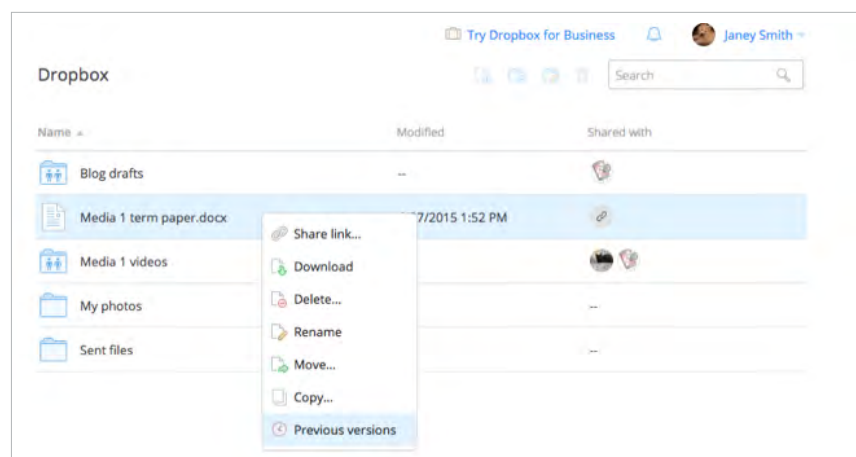 Try Dropbox for Business
Janey Smith
Dropbox
Search
Name
Modified
Shared with
Blog drafts
--
Media 1 term paper.docx
7/2015 1:52 PM
Media 1 videos
My photos
--
Sent files
--
Share link...
Download
Delete...
Rename
Move...
Copy...
Previous versions